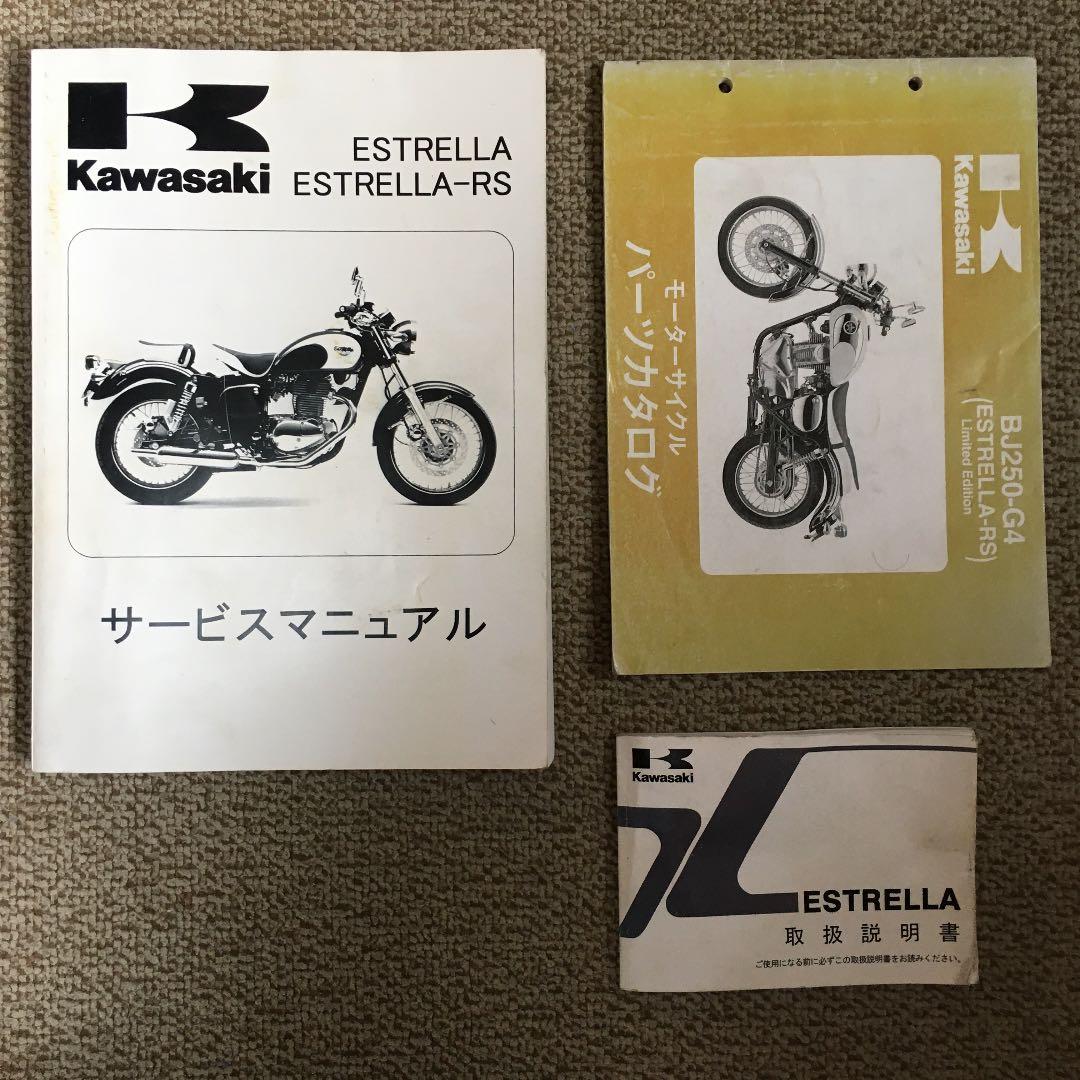 Kawasaki
ESTRELLA
ESTRELLA-RS
サービスマニュアル
Kawasaki
BJ250-G4
(ESTRELLA-RS)
Limited Edition
モーターサイクル
パーツカタログ
Kawasaki
ESTRELLA
取扱説明書
ご使用になる前に必ずこの取扱説明書をお読みください。